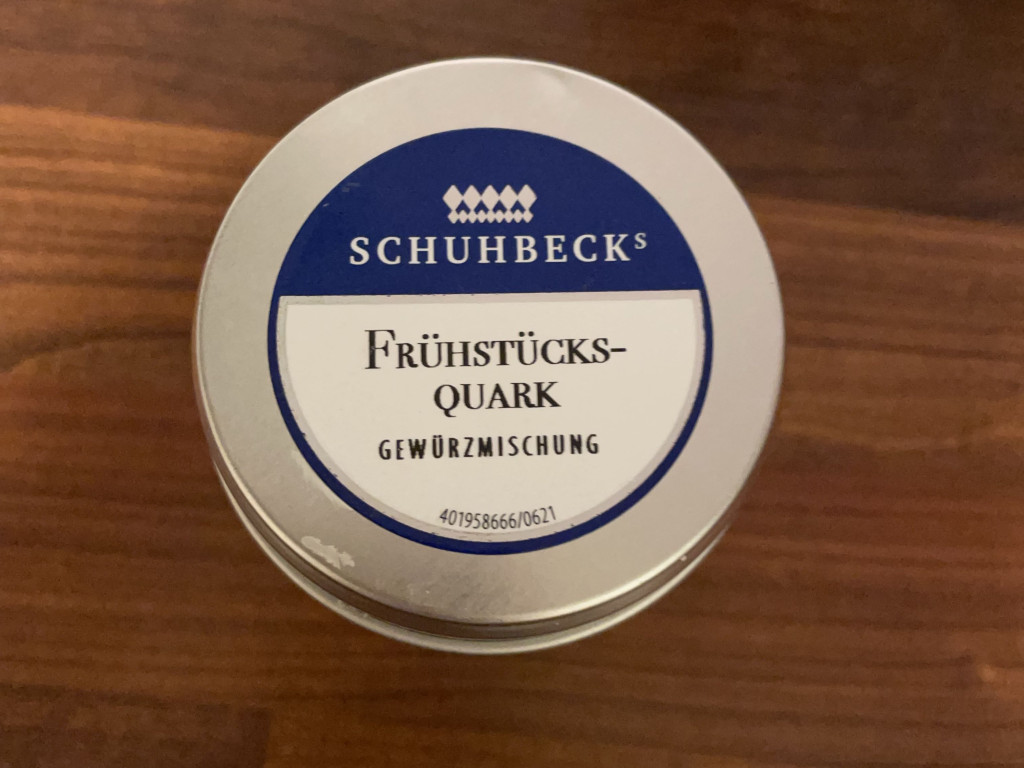 SCHUHBECKS
FRÜHSTÜCKS-
QUARK
GEWÜRZMISCHUNG
401958666/0621